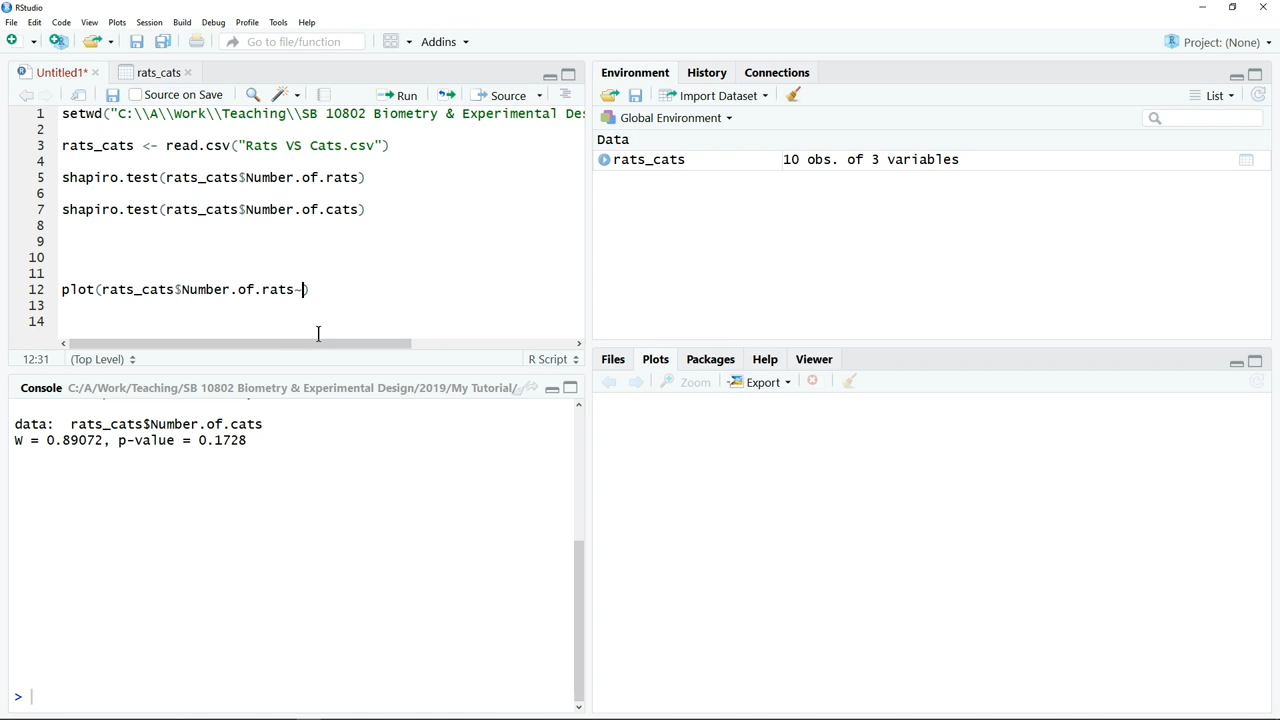 RStudio
File Edit Code View Plots Session Build Debug Profile Tools Help
Go to file/function Addins Project: (None)
Untitled1* rats_cats
Source on Save Run Source
1 setwd("C:\\A\\Work\\Teaching\\SB 10802 Biometry & Experimental De
2
3 rats_cats <- read.csv("Rats VS Cats.csv")
4
5 shapiro.test(rats_cats$Number.of.rats)
6
7 shapiro.test(rats_cats$Number.of.cats)
8
9
10
11
12 plot(rats_cats$Number.of.rats~)
13
14
12:31 (Top Level) R Script
Console C:/A/Work/Teaching/SB 10802 Biometry & Experimental Design/2019/My Tutorial/
data: rats_cats$Number.of.cats
W = 0.89072, p-value = 0.1728
>
Environment History Connections
Import Dataset List
Global Environment
Data
rats_cats 10 obs. of 3 variables
Files Plots Packages Help Viewer
Zoom Export